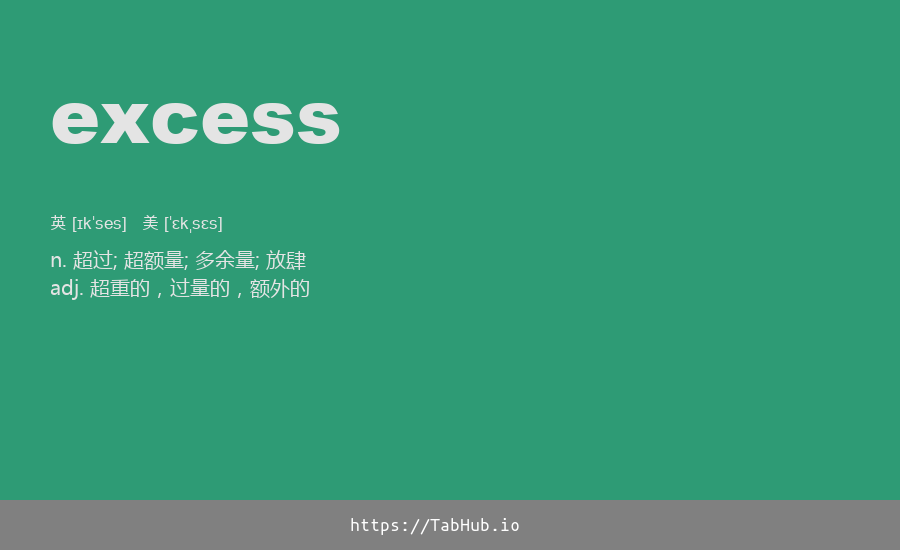 excess
英 [ɪkˈses] 美 [ˈɛkˌsɛs]
n. 超过; 超额量; 多余量; 放肆
adj. 超重的，过量的，额外的
https://TabHub.io